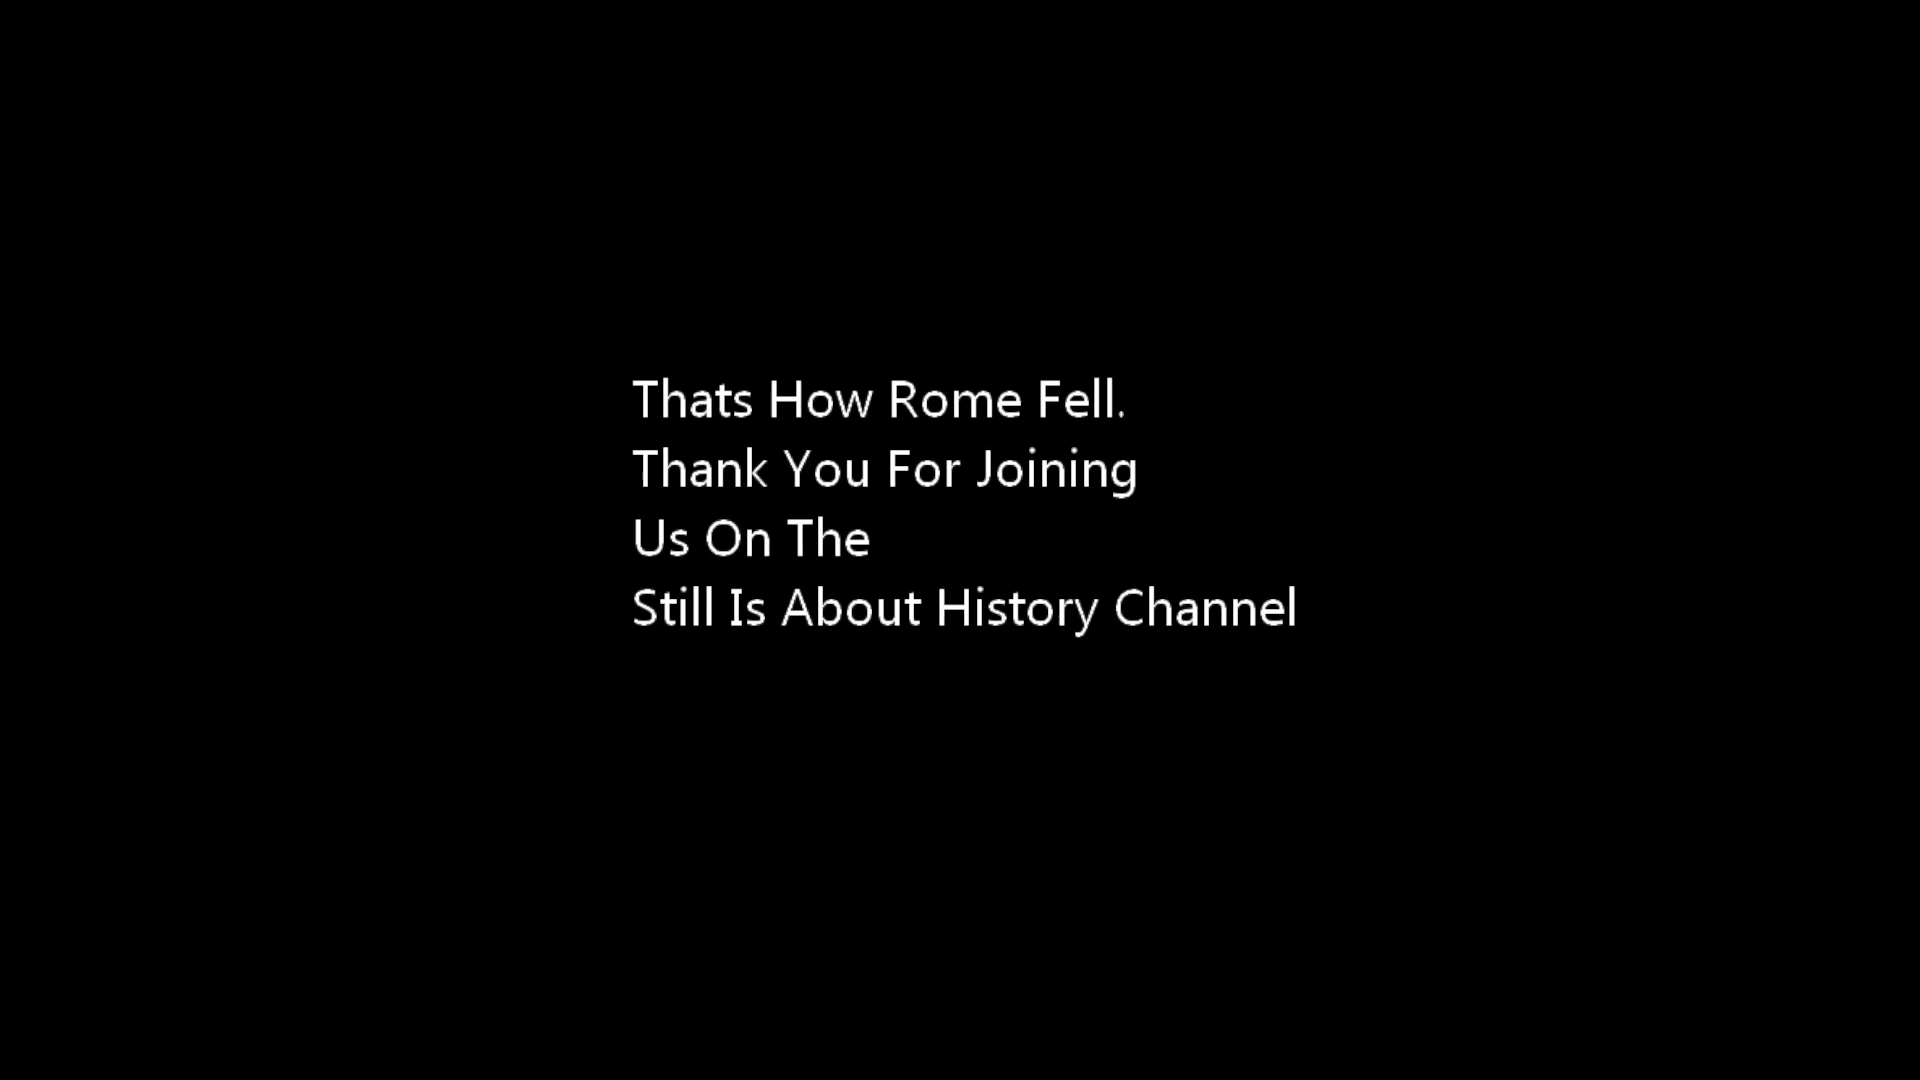 Thats How Rome Fell.
Thank You For Joining
Us On The
Still Is About History Channel